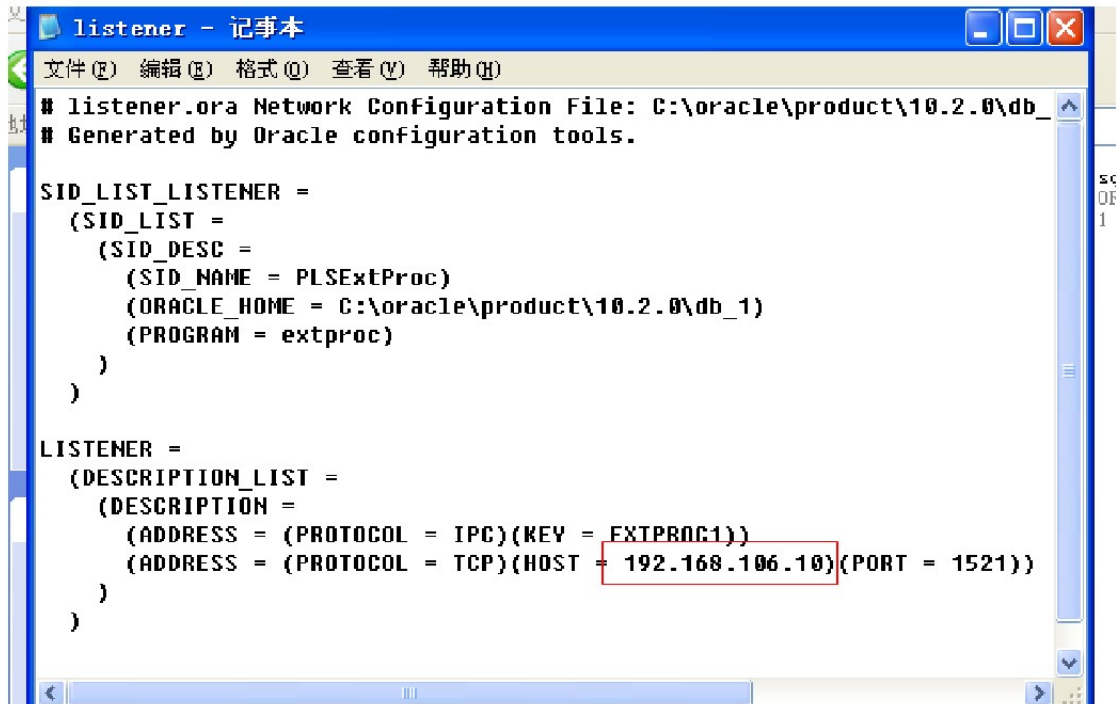 listener - 记事本
文件(F) 编辑(E) 格式(O) 查看(V) 帮助(H)
# listener.ora Network Configuration File: C:\oracle\product\10.2.0\db_
# Generated by Oracle configuration tools.
SID_LIST_LISTENER =
(SID_LIST =
(SID_DESC =
(SID_NAME = PLSExtProc)
(ORACLE_HOME = C:\oracle\product\10.2.0\db_1)
(PROGRAM = extproc)
)
)
LISTENER =
(DESCRIPTION_LIST =
(DESCRIPTION =
(ADDRESS = (PROTOCOL = IPC)(KEY = EXTPROC1))
(ADDRESS = (PROTOCOL = TCP)(HOST = 192.168.106.10)(PORT = 1521))
)
)